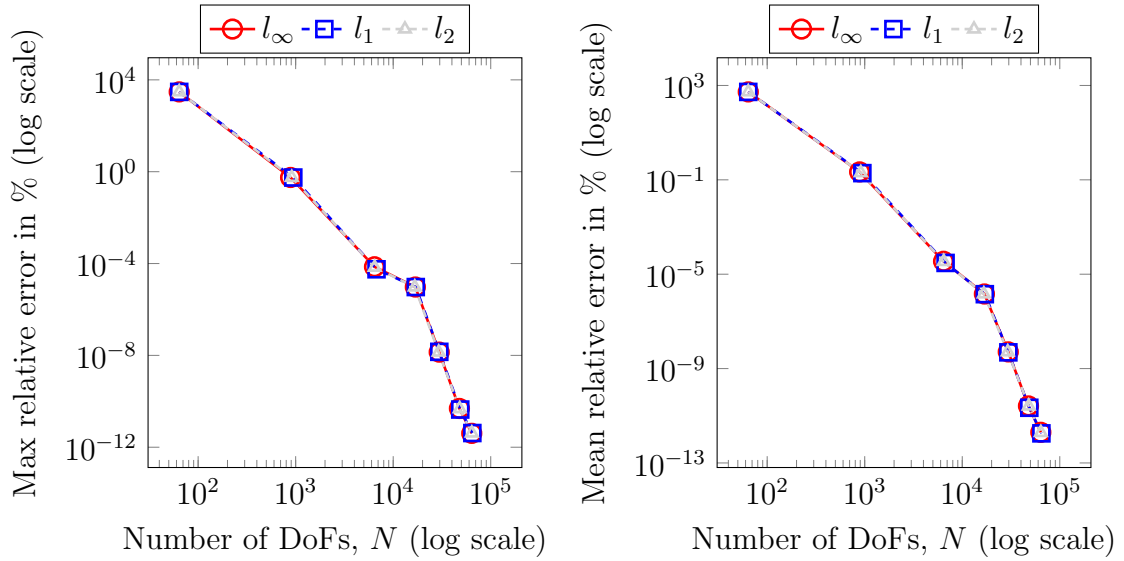 l∞ l1 l2
Max relative error in % (log scale)
10^4
10^0
10^−4
10^−8
10^−12
10^2 10^3 10^4 10^5
Number of DoFs, N (log scale)
l∞ l1 l2
Mean relative error in % (log scale)
10^3
10^−1
10^−5
10^−9
10^−13
10^2 10^3 10^4 10^5
Number of DoFs, N (log scale)